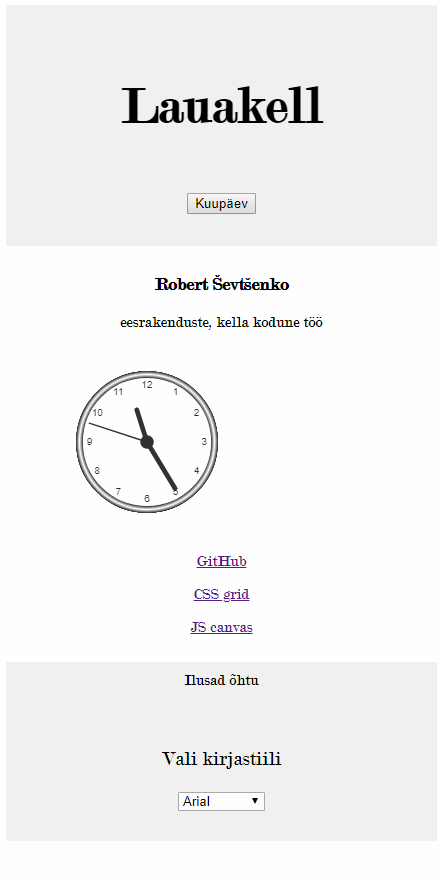 Lauakell
Kuupäev
Robert Ševtšenko
eesrakenduste, kella kodune töö
12
11 1
10 2
9 3
8 4
7 5
6
GitHub
CSS grid
JS canvas
Ilusad õhtu
Vali kirjastiili
Arial